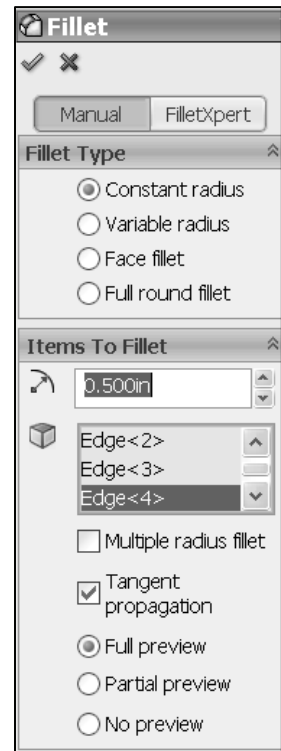 Fillet
Manual FilletXpert
Fillet Type
Constant radius
Variable radius
Face fillet
Full round fillet
Items To Fillet
0.500in
Edge<2>
Edge<3>
Edge<4>
Multiple radius fillet
Tangent
propagation
Full preview
Partial preview
No preview